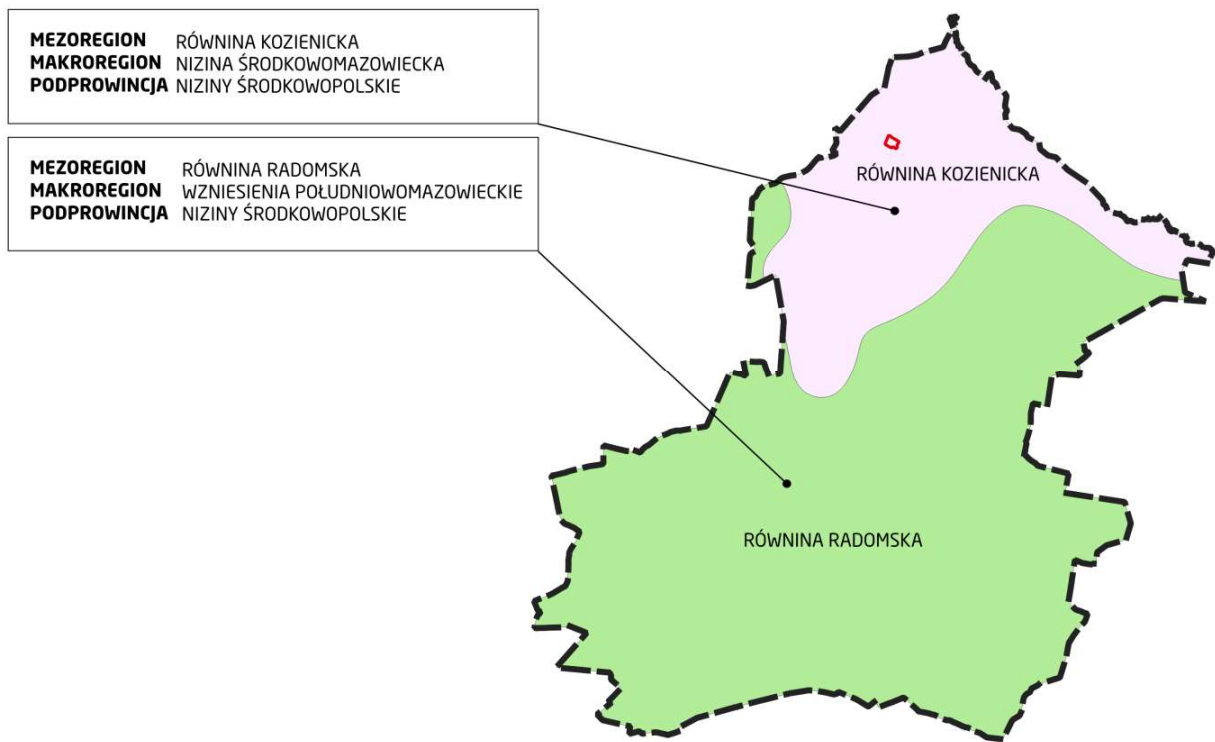 MEZOREGION RÓWNINA KOZIENICKA
MAKROREGION NIZINA ŚRODKOWOMAZOWIECKA
PODPROWINCJA NIZINY ŚRODKOWOPOLSKIE
MEZOREGION RÓWNINA RADOMSKA
MAKROREGION WZNIESIENIA POŁUDNIOWOMAZOWIECKIE
PODPROWINCJA NIZINY ŚRODKOWOPOLSKIE
RÓWNINA KOZIENICKA
RÓWNINA RADOMSKA